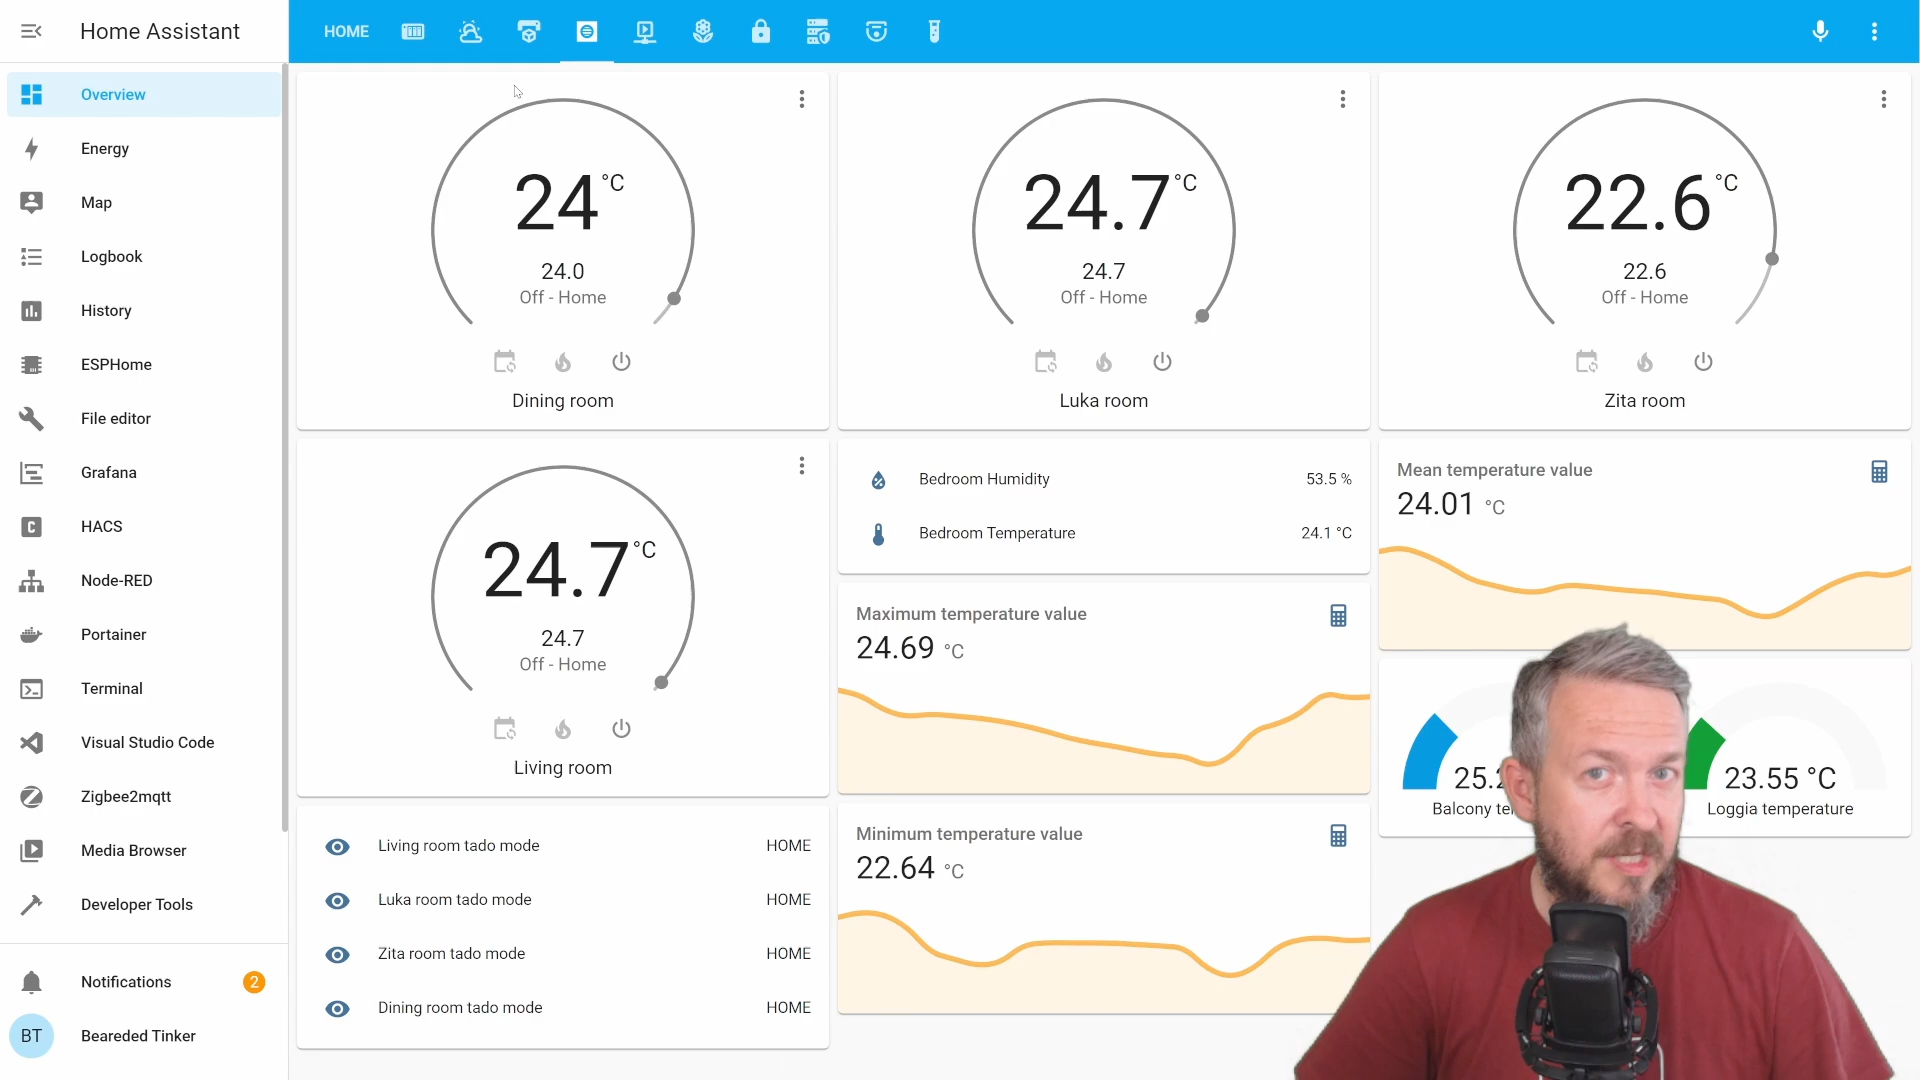 Home Assistant
HOME
Overview
Energy
Map
Logbook
History
ESPHome
File editor
Grafana
HACS
Node-RED
Portainer
Terminal
Visual Studio Code
Zigbee2mqtt
Media Browser
Developer Tools
Notifications
2
BT
Beareded Tinker
24 °C
24.0
Off - Home
Dining room
24.7 °C
24.7
Off - Home
Luka room
22.6 °C
22.6
Off - Home
Zita room
24.7 °C
24.7
Off - Home
Living room
Living room tado mode HOME
Luka room tado mode HOME
Zita room tado mode HOME
Dining room tado mode HOME
Bedroom Humidity 53.5 %
Bedroom Temperature 24.1 °C
Maximum temperature value
24.69 °C
Minimum temperature value
22.64 °C
Mean temperature value
24.01 °C
Balcony
23.55 °C
Loggia temperature